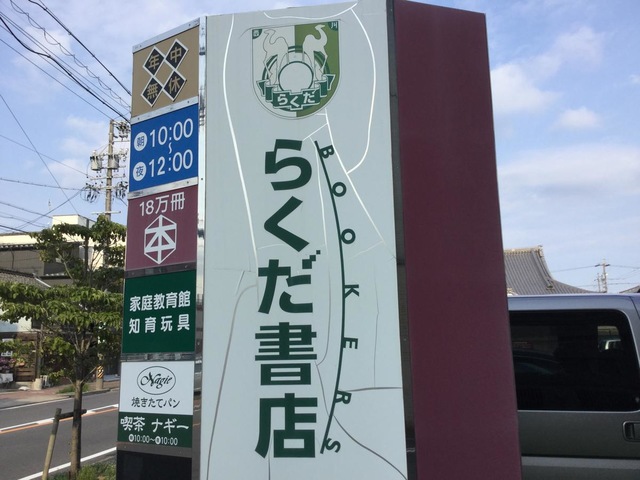 年中
無休
朝10:00
~
夜12:00
18万冊
本
家庭教育館
知育玩具
Nagie
焼きたてパン
喫茶 ナギー
10:00~10:00
らくだ
らくだ書店
BOOKERS